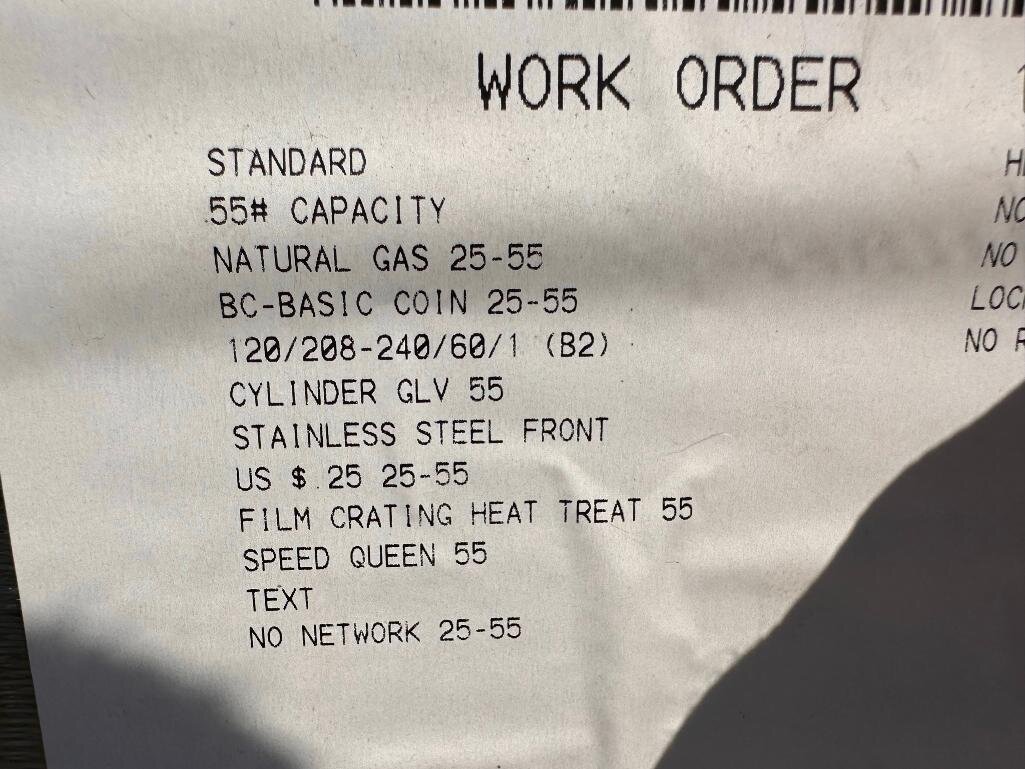 WORK ORDER
STANDARD
55# CAPACITY
NATURAL GAS 25-55
NO
BC-BASIC COIN 25-55
120/208-240/60/1 (B2)
NO
CYLINDER GLV 55
STAINLESS STEEL FRONT
US $ .25 25-55
FILM CRATING HEAT TREAT 55
SPEED QUEEN 55
TEXT
NO NETWORK 25-55